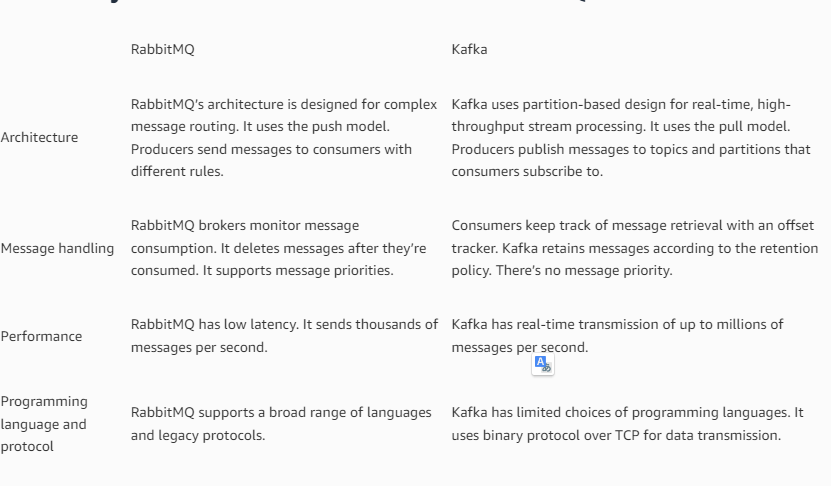 RabbitMQ
Kafka
Architecture
RabbitMQ's architecture is designed for complex
message routing. It uses the push model.
Producers send messages to consumers with
different rules.
Kafka uses partition-based design for real-time, high-
throughput stream processing. It uses the pull model.
Producers publish messages to topics and partitions that
consumers subscribe to.
Message handling
RabbitMQ brokers monitor message
consumption. It deletes messages after they're
consumed. It supports message priorities.
Consumers keep track of message retrieval with an offset
tracker. Kafka retains messages according to the retention
policy. There's no message priority.
Performance
RabbitMQ has low latency. It sends thousands of
messages per second.
Kafka has real-time transmission of up to millions of
messages per second.
Programming
language and
protocol
RabbitMQ supports a broad range of languages
and legacy protocols.
Kafka has limited choices of programming languages. It
uses binary protocol over TCP for data transmission.